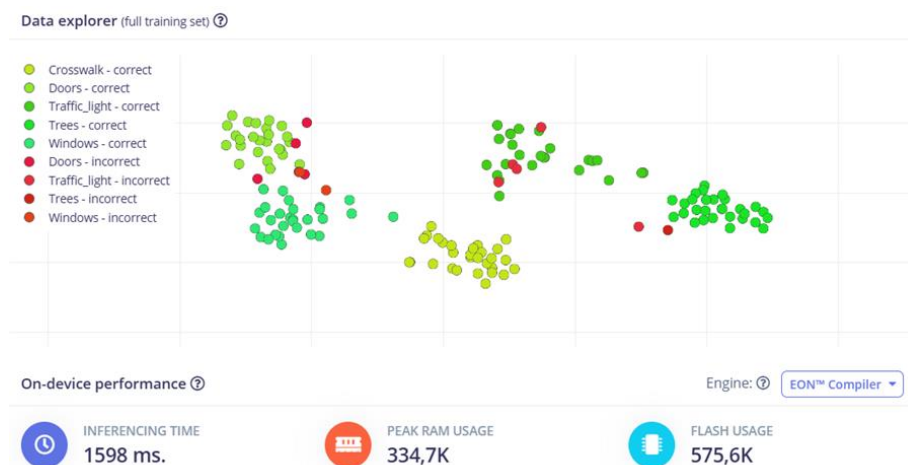 Data explorer (full training set) ?
Crosswalk - correct
Doors - correct
Traffic_light - correct
Trees - correct
Windows - correct
Doors - incorrect
Traffic_light - incorrect
Trees - incorrect
Windows - incorrect
On-device performance ?
Engine: ? EON™ Compiler
INFERENCING TIME
1598 ms.
PEAK RAM USAGE
334,7K
FLASH USAGE
575,6K